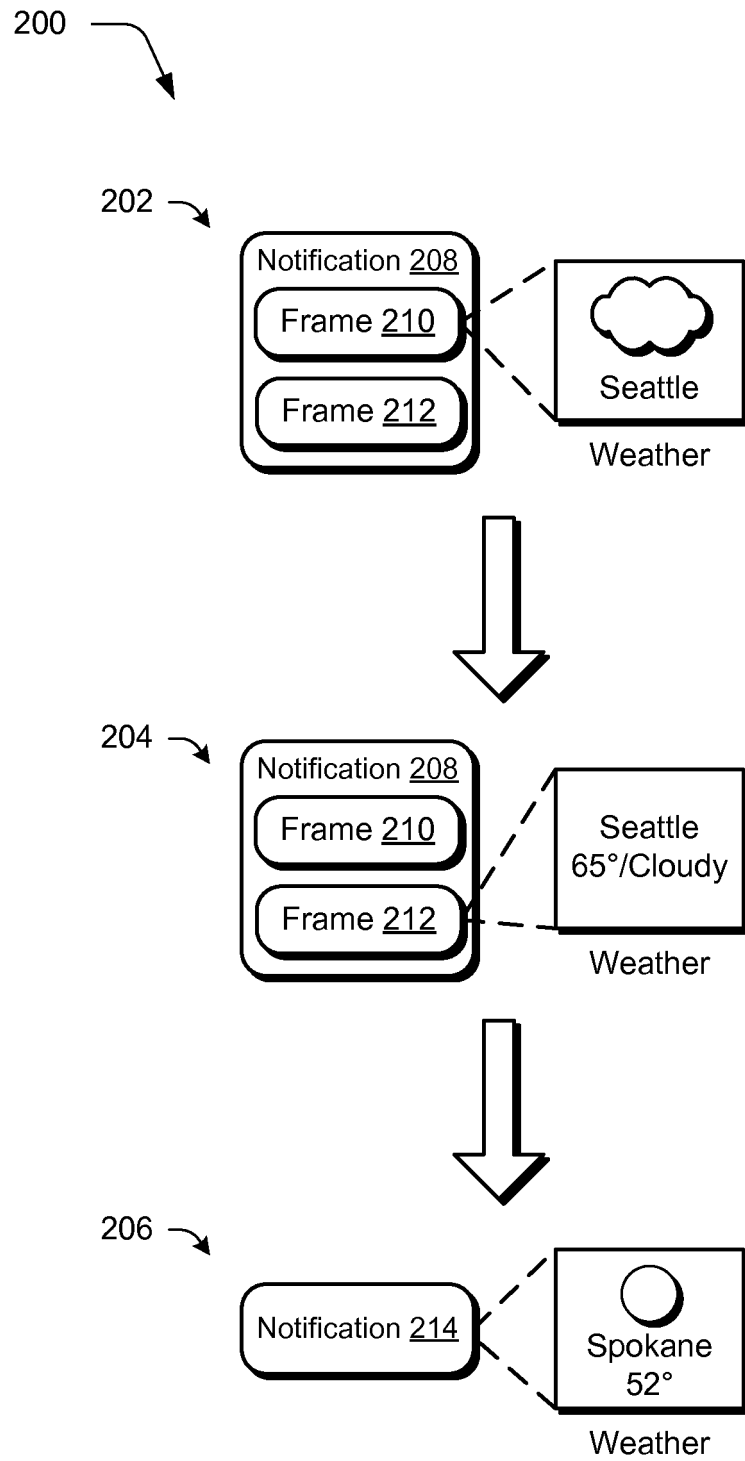 200
202
Notification 208
Frame 210
Frame 212
Seattle
Weather
204
Notification 208
Frame 210
Frame 212
Seattle
65°/Cloudy
Weather
206
Notification 214
Spokane
52°
Weather